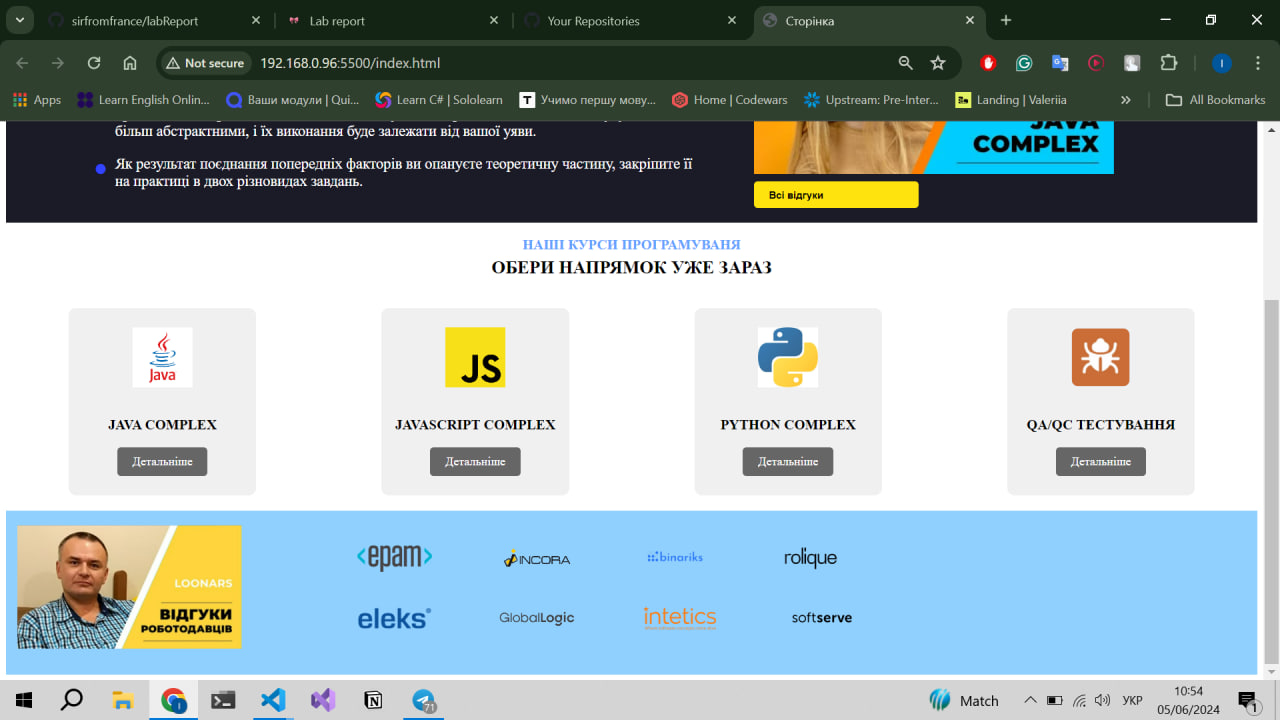 sirfromfrance/labReport
Lab report
Your Repositories
Сторінка
Not secure
192.168.0.96:5500/index.html
Apps
Learn English Onlin...
Ваши модули | Qui...
Learn C# | Sololearn
Учимо першу мову...
Home | Codewars
Upstream: Pre-Inter...
Landing | Valeriia
All Bookmarks
більш абстрактними, і їх виконання буде залежати від вашої уяви.
Як результат поєднання попередніх факторів ви опануєте теоретичну частину, закріпите її
на практиці в двох різновидах завдань.
JAVA
COMPLEX
Всі відгуки
НАШІ КУРСИ ПРОГРАМУВАНЯ
ОБЕРИ НАПРЯМОК УЖЕ ЗАРАЗ
Java
JS
JAVA COMPLEX
JAVASCRIPT COMPLEX
PYTHON COMPLEX
QA/QC ТЕСТУВАННЯ
Детальніше
Детальніше
Детальніше
Детальніше
LOONARS
ВІДГУКИ
РОБОТОДАВЦІВ
<epam>
INCORA
binariks
rolique
eleks®
GlobalLogic
intetics
softserve
71
Match
УКР
10:54
05/06/2024
1